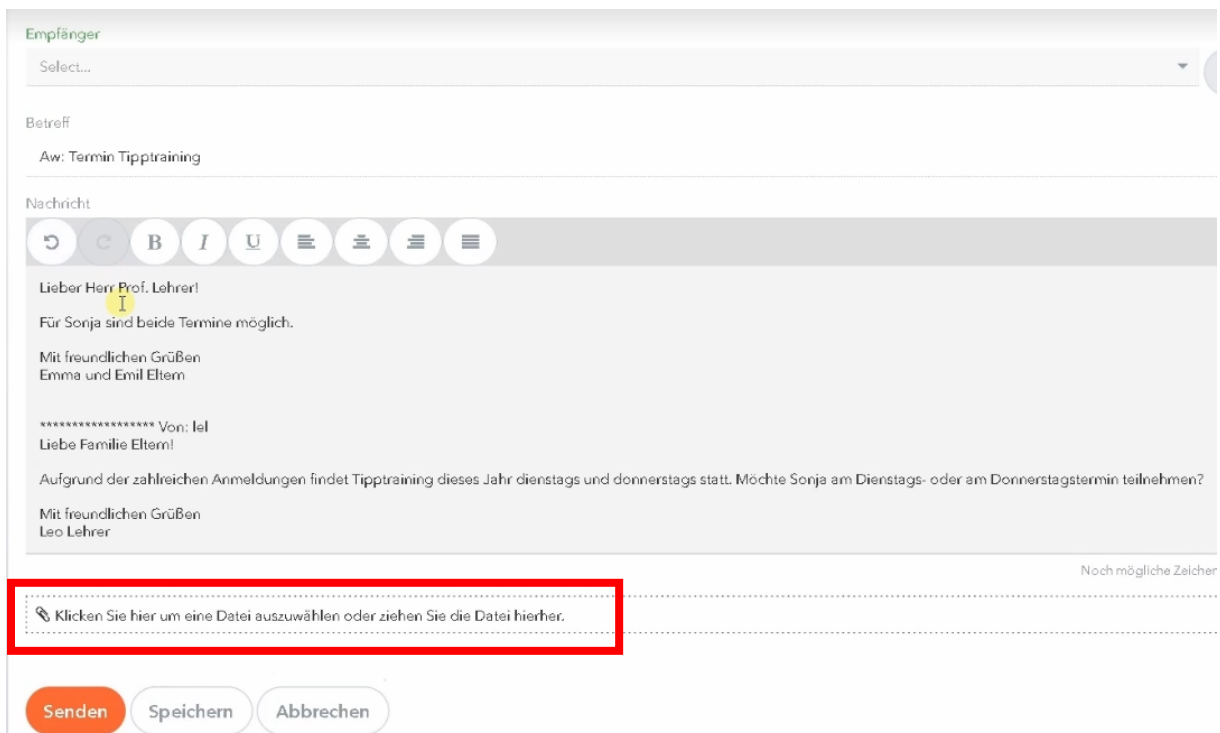 Empfänger
Select...
Betreff
Aw: Termin Tipptraining
Nachricht
B I U
Lieber Herr Prof. Lehrer!
Für Sonja sind beide Termine möglich.
Mit freundlichen Grüßen
Emma und Emil Eltern
****************** Von: lel
Liebe Familie Eltern!
Aufgrund der zahlreichen Anmeldungen findet Tipptraining dieses Jahr dienstags und donnerstags statt. Möchte Sonja am Dienstags- oder am Donnerstagstermin teilnehmen?
Mit freundlichen Grüßen
Leo Lehrer
Noch mögliche Zeichen
Klicken Sie hier um eine Datei auszuwählen oder ziehen Sie die Datei hierher.
Senden Speichern Abbrechen